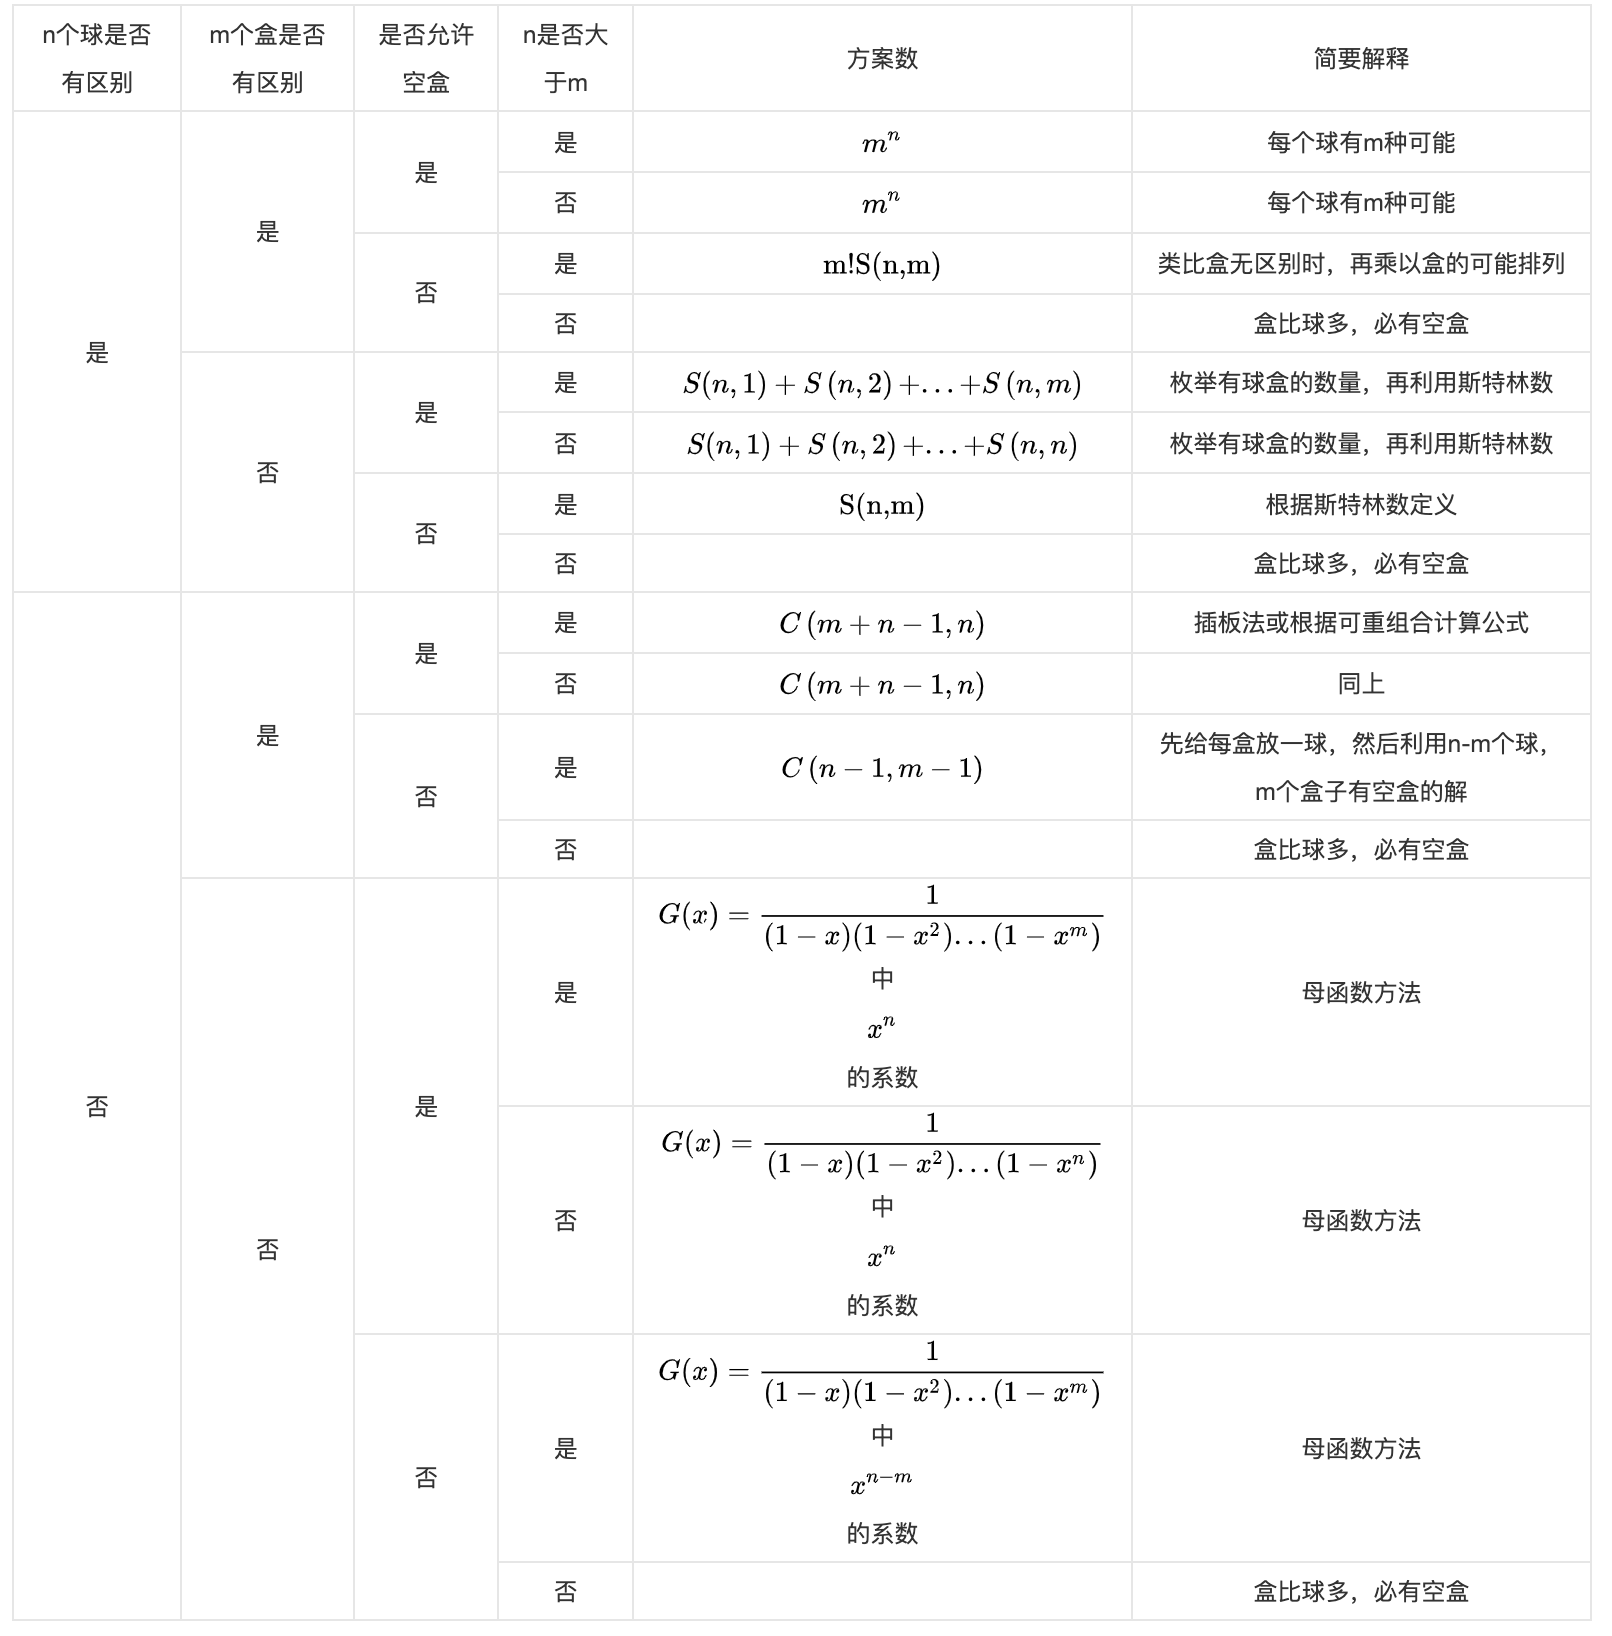 n个球是否
有区别
m个盒是否
有区别
是否允许
空盒
n是否大
于m
方案数
简要解释
是
是
是
是
mⁿ
每个球有m种可能
否
mⁿ
每个球有m种可能
否
是
m!S(n,m)
类比盒无区别时，再乘以盒的可能排列
否
盒比球多，必有空盒
否
是
是
S(n, 1) + S (n, 2) +. . . +S (n, m)
枚举有球盒的数量，再利用斯特林数
否
S(n, 1) + S (n, 2) +. . . +S (n, n)
枚举有球盒的数量，再利用斯特林数
否
是
S(n,m)
根据斯特林数定义
否
盒比球多，必有空盒
否
是
是
是
C (m + n − 1, n)
插板法或根据可重组合计算公式
否
C (m + n − 1, n)
同上
否
是
C (n − 1, m − 1)
先给每盒放一球，然后利用n-m个球，
m个盒子有空盒的解
否
盒比球多，必有空盒
否
是
是
G(x) = 1 / (1 − x)(1 − x²). . . (1 − xᵐ)
中
xⁿ
的系数
母函数方法
否
G(x) = 1 / (1 − x)(1 − x²). . . (1 − xⁿ)
中
xⁿ
的系数
母函数方法
否
是
G(x) = 1 / (1 − x)(1 − x²). . . (1 − xᵐ)
中
xⁿ⁻ᵐ
的系数
母函数方法
否
盒比球多，必有空盒